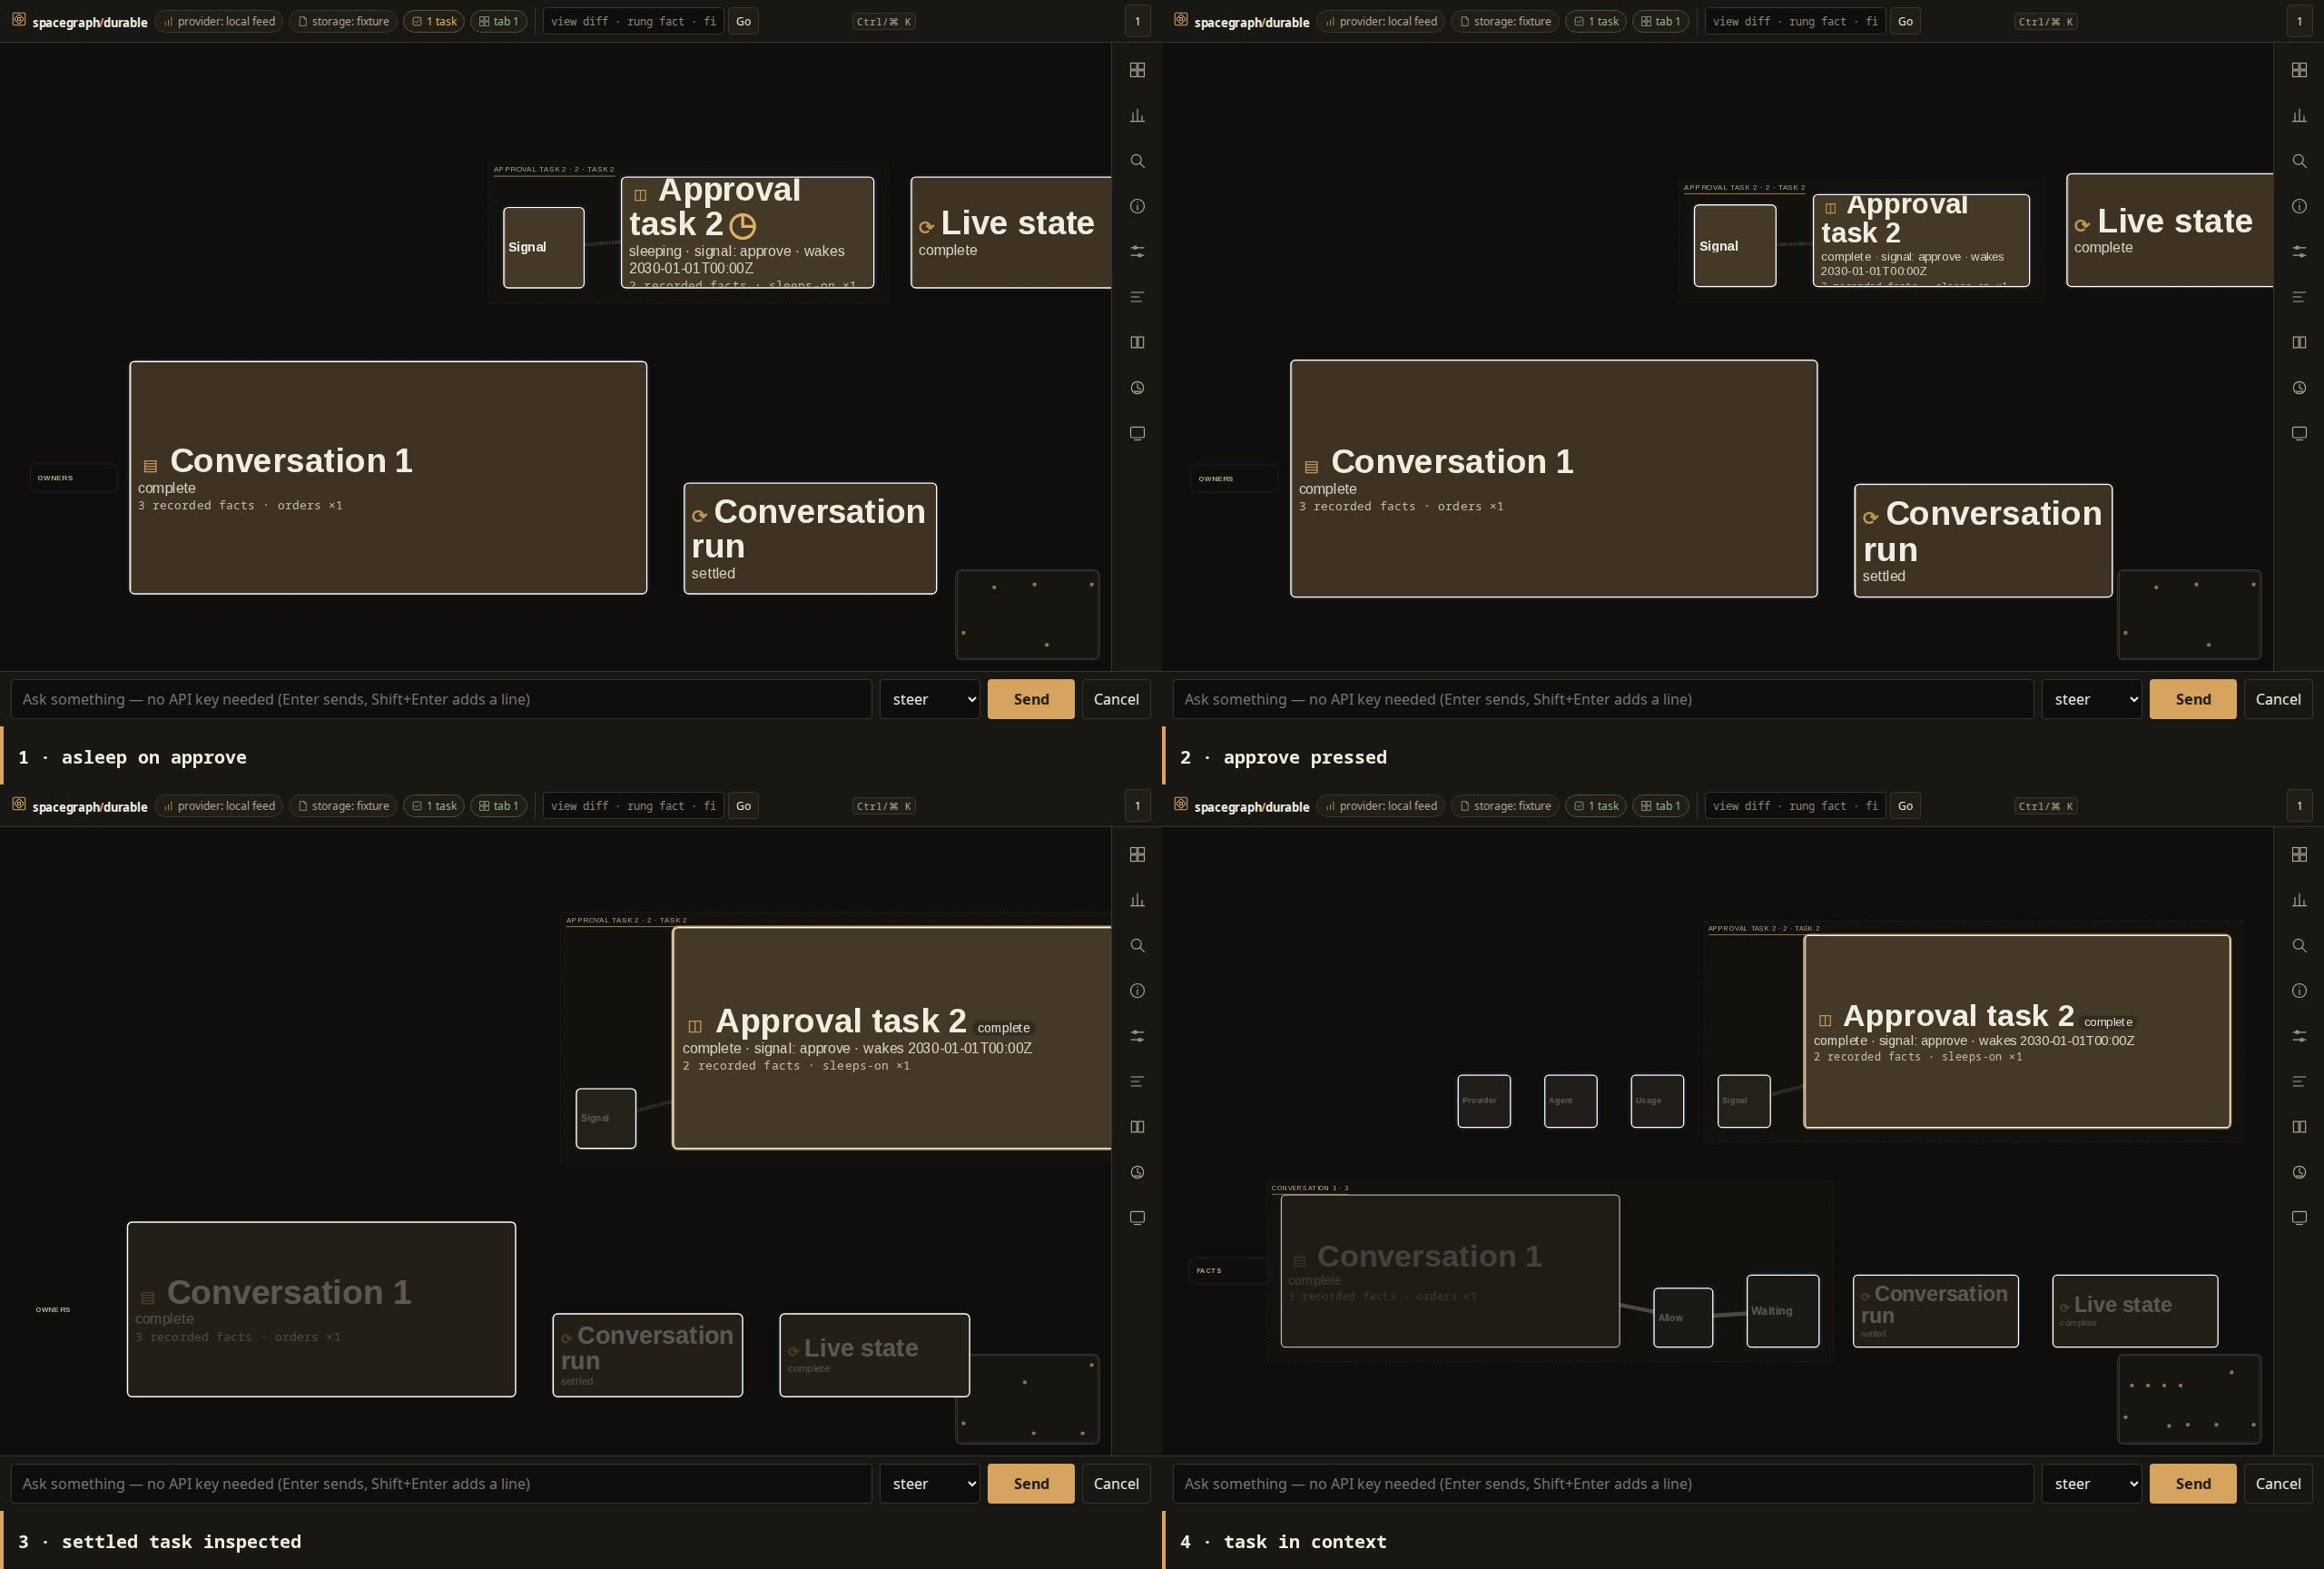 spacegraph/durable
provider: local feed
storage: fixture
1 task
tab 1
view diff · rung fact · fi
Go
Ctrl/⌘ K
1
APPROVAL TASK 2 · 2 · TASK 2
Signal
Approval
task 2
sleeping · signal: approve · wakes
2030-01-01T00:00Z
2 recorded facts · sleeps-on ×1
Live state
complete
OWNERS
Conversation 1
complete
3 recorded facts · orders ×1
Conversation
run
settled
Ask something — no API key needed (Enter sends, Shift+Enter adds a line)
steer
Send
Cancel
1 · asleep on approve
spacegraph/durable
provider: local feed
storage: fixture
1 task
tab 1
view diff · rung fact · fi
Go
Ctrl/⌘ K
1
APPROVAL TASK 2 · 2 · TASK 2
Signal
Approval
task 2
complete · signal: approve · wakes
2030-01-01T00:00Z
2 recorded facts · sleeps-on ×1
Live state
complete
OWNERS
Conversation 1
complete
3 recorded facts · orders ×1
Conversation
run
settled
Ask something — no API key needed (Enter sends, Shift+Enter adds a line)
steer
Send
Cancel
2 · approve pressed
spacegraph/durable
provider: local feed
storage: fixture
1 task
tab 1
view diff · rung fact · fi
Go
Ctrl/⌘ K
1
APPROVAL TASK 2 · 2 · TASK 2
Approval task 2 complete
complete · signal: approve · wakes 2030-01-01T00:00Z
2 recorded facts · sleeps-on ×1
Signal
OWNERS
Conversation 1
complete
3 recorded facts · orders ×1
Conversation
run
settled
Live state
complete
Ask something — no API key needed (Enter sends, Shift+Enter adds a line)
steer
Send
Cancel
3 · settled task inspected
spacegraph/durable
provider: local feed
storage: fixture
1 task
tab 1
view diff · rung fact · fi
Go
Ctrl/⌘ K
1
APPROVAL TASK 2 · 2 · TASK 2
Approval task 2 complete
complete · signal: approve · wakes 2030-01-01T00:00Z
2 recorded facts · sleeps-on ×1
Provider
Agent
Usage
Signal
CONVERSATION 1 · 3
FACTS
Conversation 1
complete
3 recorded facts · orders ×1
Allow
Waiting
Conversation
run
settled
Live state
complete
Ask something — no API key needed (Enter sends, Shift+Enter adds a line)
steer
Send
Cancel
4 · task in context